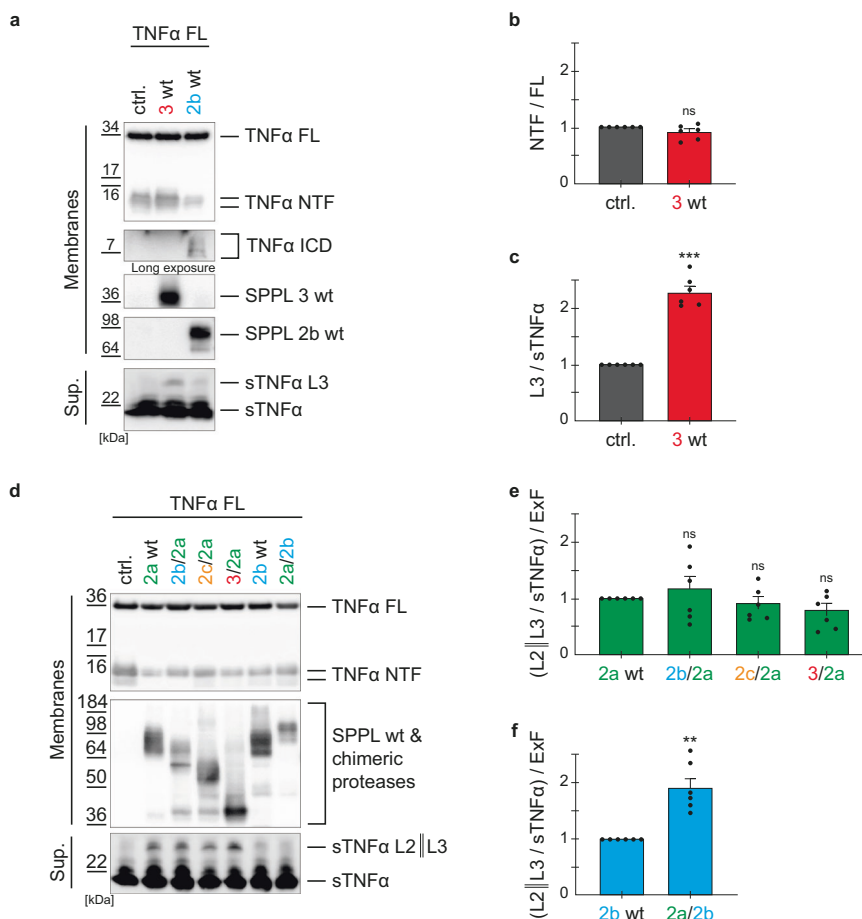 a
TNFα FL
ctrl.
3 wt
2b wt
Membranes
34
TNFα FL
17
16
TNFα NTF
7
TNFα ICD
Long exposure
36
SPPL 3 wt
98
SPPL 2b wt
64
Sup.
sTNFα L3
22
sTNFα
[kDa]
b
NTF / FL
2
1
0
ns
ctrl.
3 wt
c
L3 / sTNFα
2
1
0
***
ctrl.
3 wt
d
TNFα FL
ctrl.
2a wt
2b/2a
2c/2a
3/2a
2b wt
2a/2b
Membranes
36
TNFα FL
17
16
TNFα NTF
184
98
64
50
36
SPPL wt &
chimeric
proteases
Sup.
sTNFα L2‖L3
22
sTNFα
[kDa]
e
(L2‖L3 / sTNFα) / ExF
2
1
0
ns
ns
ns
2a wt
2b/2a
2c/2a
3/2a
f
(L2‖L3 / sTNFα) / ExF
2
1
0
**
2b wt
2a/2b